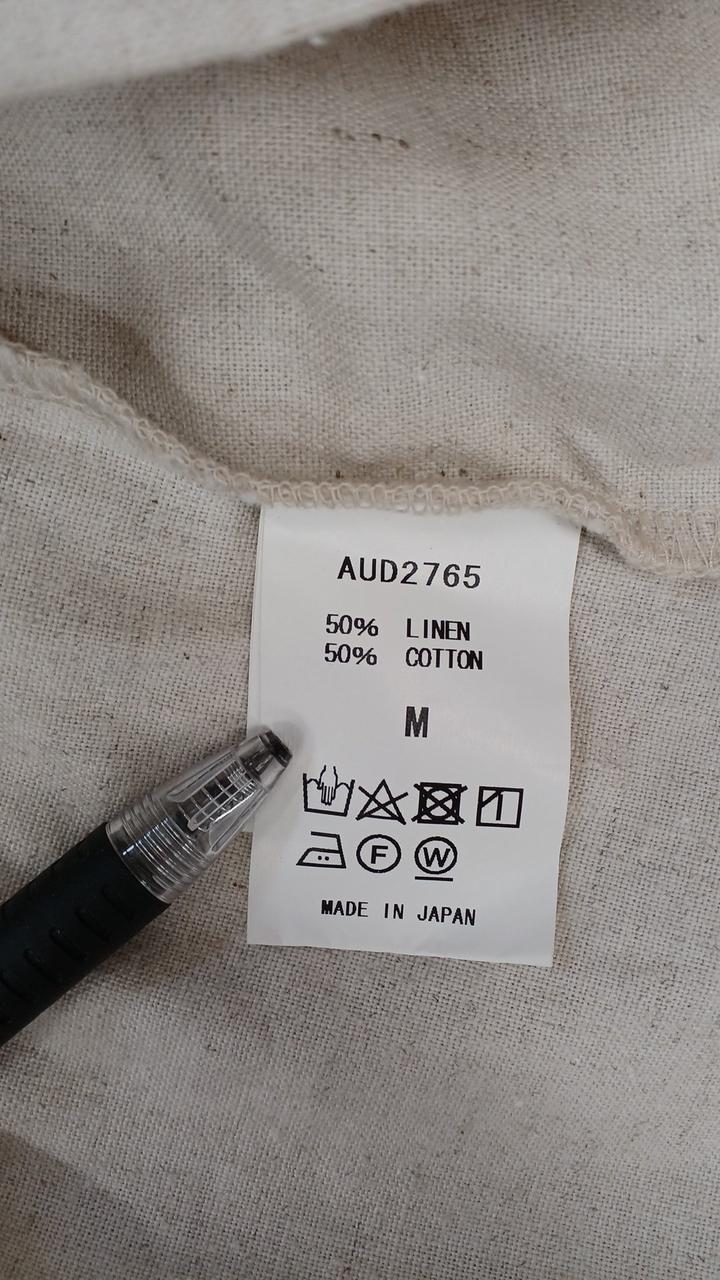 AUD2765
50% LINEN
50% COTTON
M
F W
MADE IN JAPAN